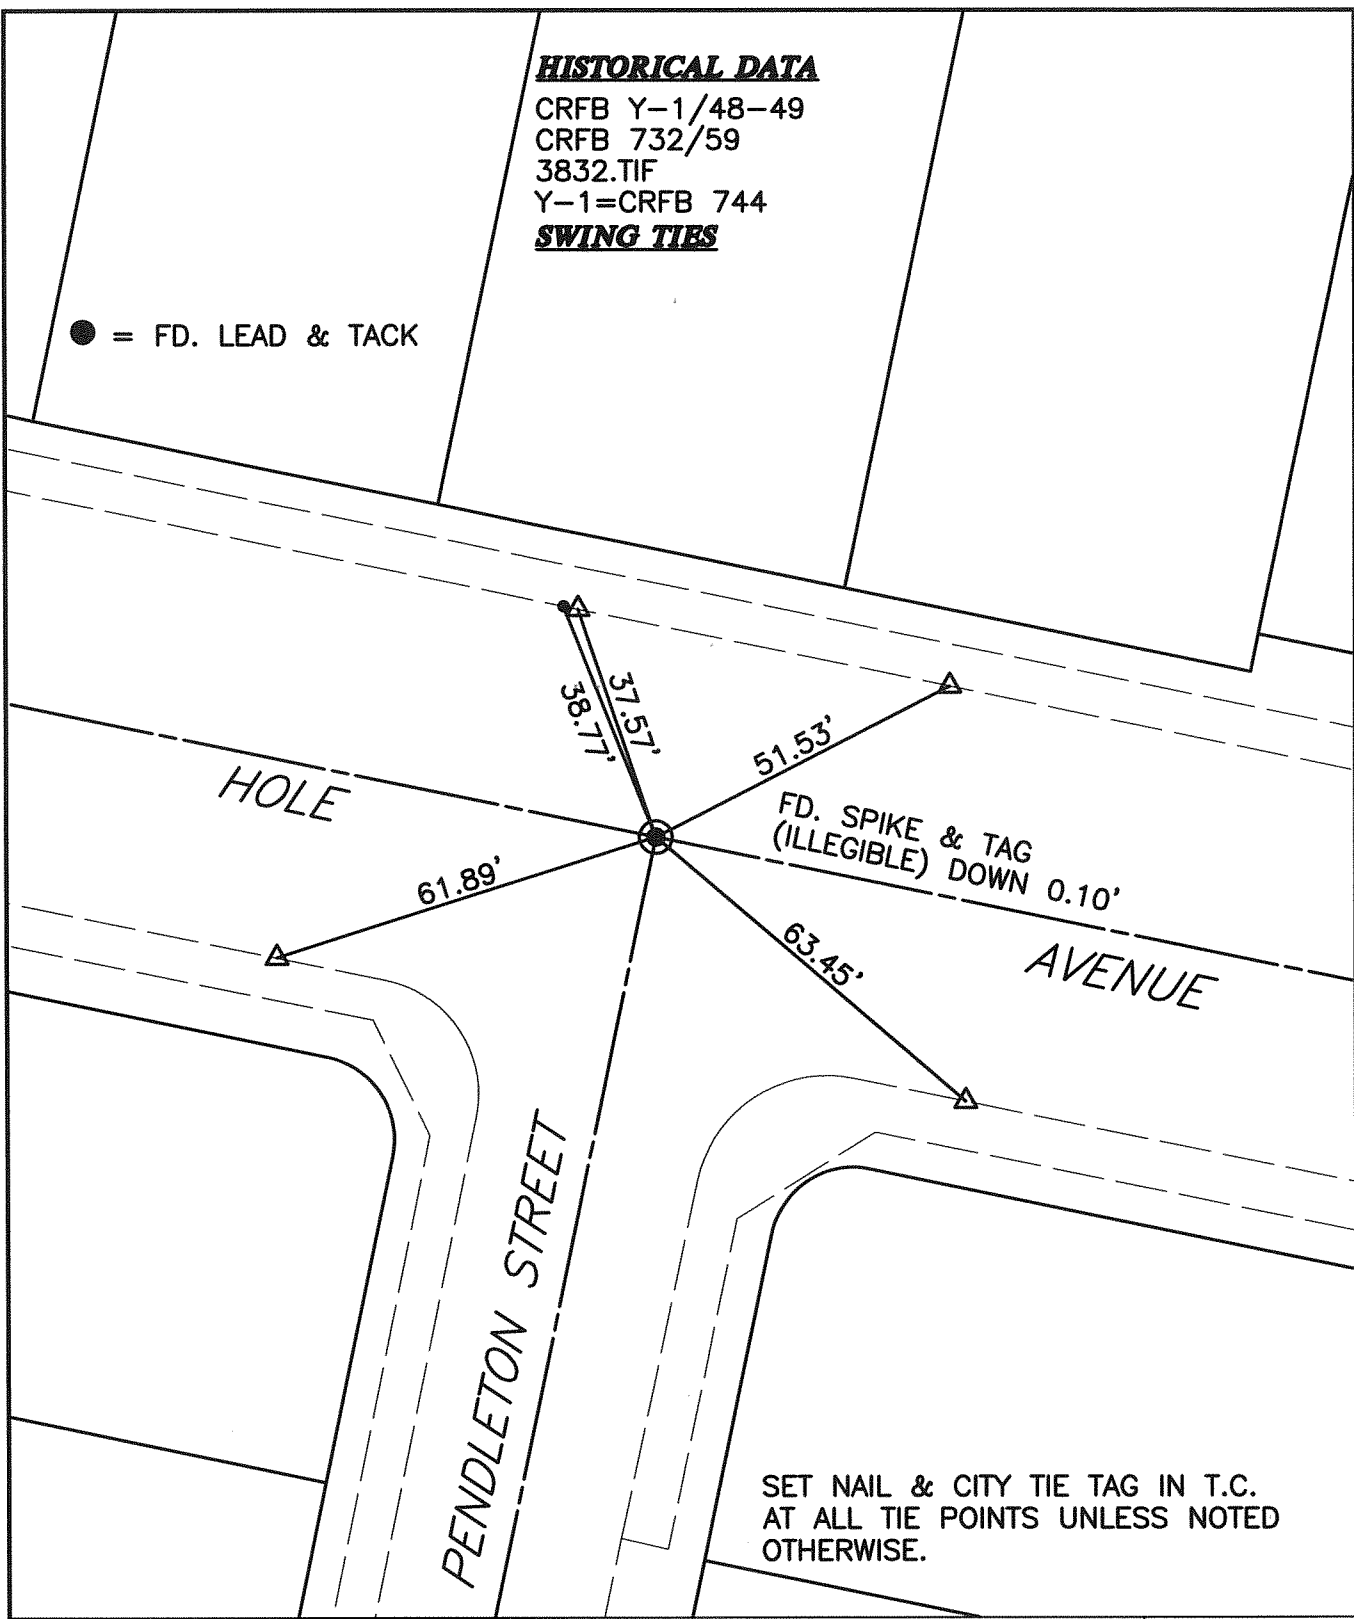 HISTORICAL DATA
CRFB Y-1/48-49
CRFB 732/59
3832.TIF
Y-1=CRFB 744
SWING TIES
● = FD. LEAD & TACK
37.57'
38.77'
51.53'
HOLE
FD. SPIKE & TAG
(ILLEGIBLE) DOWN 0.10'
61.89'
63.45'
AVENUE
PENDLETON STREET
SET NAIL & CITY TIE TAG IN T.C.
AT ALL TIE POINTS UNLESS NOTED
OTHERWISE.